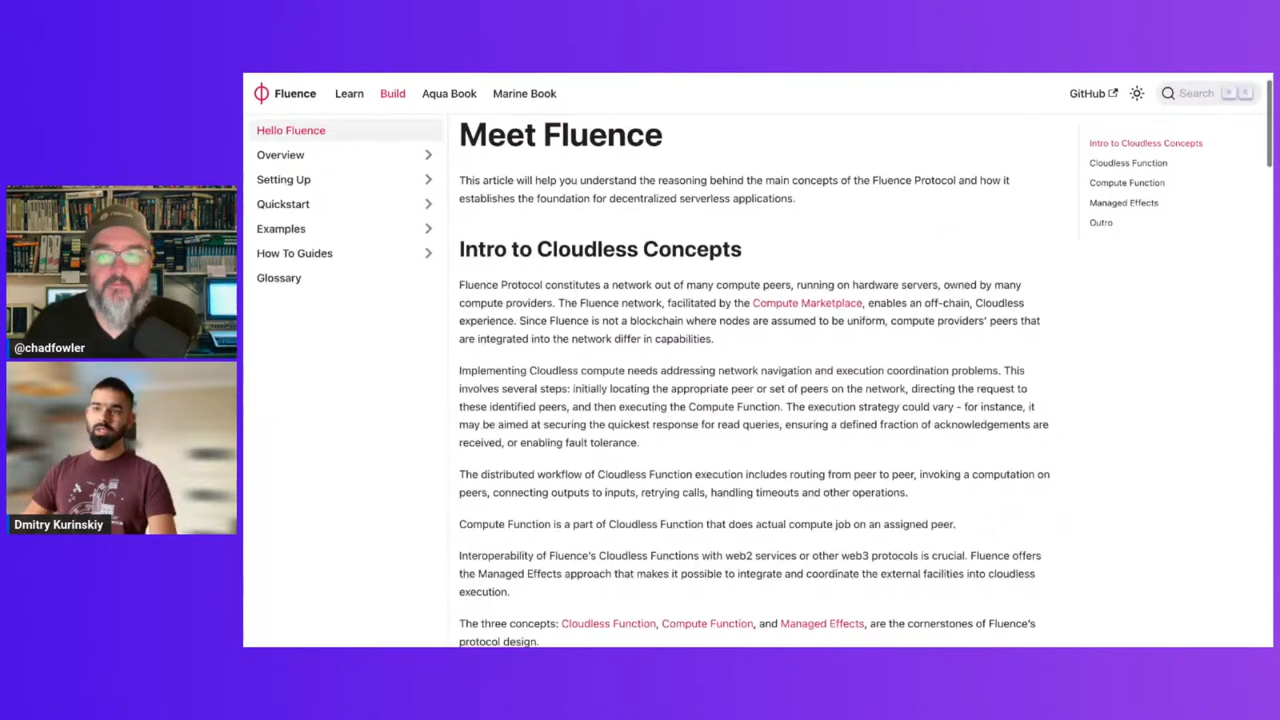 Fluence
Learn
Build
Aqua Book
Marine Book
GitHub
Search
K
Hello Fluence
Overview
Setting Up
Quickstart
Examples
How To Guides
Glossary
Meet Fluence
This article will help you understand the reasoning behind the main concepts of the Fluence Protocol and how it
establishes the foundation for decentralized serverless applications.
Intro to Cloudless Concepts
Fluence Protocol constitutes a network out of many compute peers, running on hardware servers, owned by many
compute providers. The Fluence network, facilitated by the Compute Marketplace, enables an off-chain, Cloudless
experience. Since Fluence is not a blockchain where nodes are assumed to be uniform, compute providers' peers that
are integrated into the network differ in capabilities.
Implementing Cloudless compute needs addressing network navigation and execution coordination problems. This
involves several steps: initially locating the appropriate peer or set of peers on the network, directing the request to
these identified peers, and then executing the Compute Function. The execution strategy could vary - for instance, it
may be aimed at securing the quickest response for read queries, ensuring a defined fraction of acknowledgements are
received, or enabling fault tolerance.
The distributed workflow of Cloudless Function execution includes routing from peer to peer, invoking a computation on
peers, connecting outputs to inputs, retrying calls, handling timeouts and other operations.
Compute Function is a part of Cloudless Function that does actual compute job on an assigned peer.
Interoperability of Fluence's Cloudless Functions with web2 services or other web3 protocols is crucial. Fluence offers
the Managed Effects approach that makes it possible to integrate and coordinate the external facilities into cloudless
execution.
The three concepts: Cloudless Function, Compute Function, and Managed Effects, are the cornerstones of Fluence's
protocol design.
Intro to Cloudless Concepts
Cloudless Function
Compute Function
Managed Effects
Outro
@chadfowler
Dmitry Kurinskiy